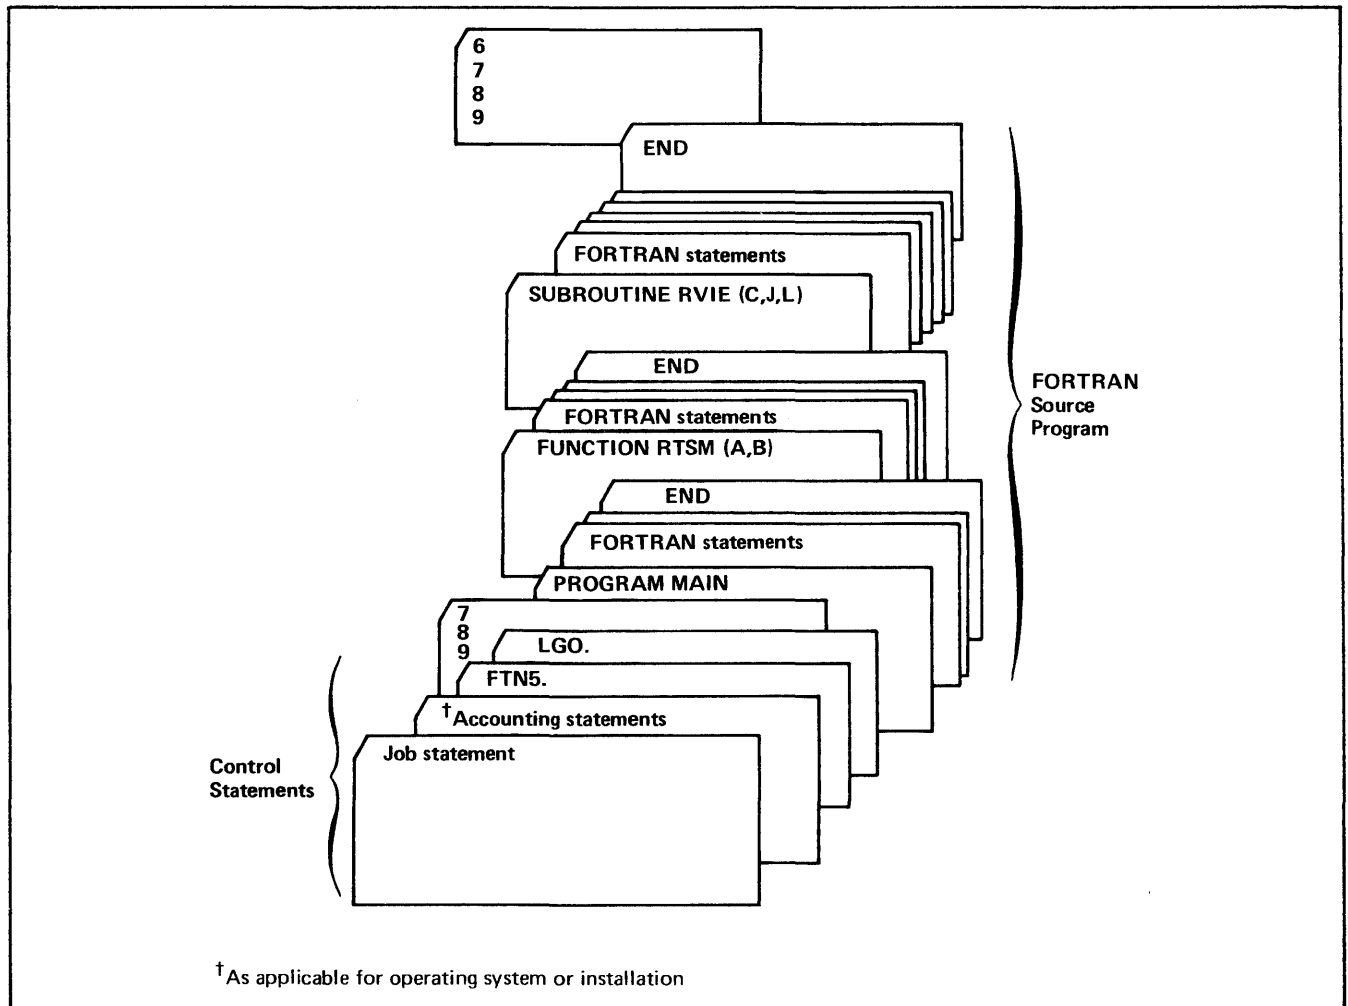 6
7
8
9
END
FORTRAN statements
SUBROUTINE RVIE (C,J,L)
END
FORTRAN statements
FUNCTION RTSM (A,B)
END
FORTRAN statements
PROGRAM MAIN
7
8
9
LGO.
FTN5.
†Accounting statements
Job statement
FORTRAN
Source
Program
Control
Statements
†As applicable for operating system or installation